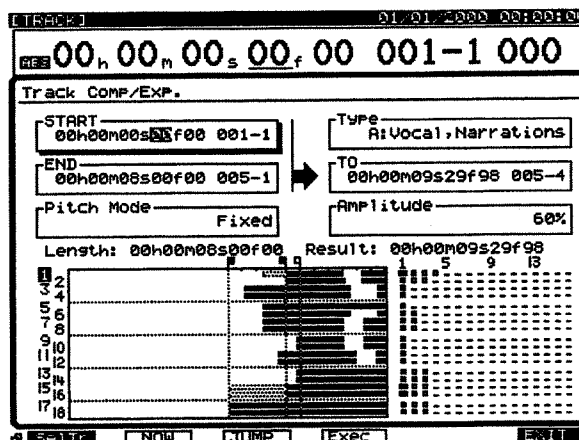 [TRACK] 01/01/2000 00:00:00
ABS 00h 00m 00s 00f 00 001-1 000
Track Comp/Exp.
START
00h00m00s00f00 001-1
Type
A:Vocal,Narrations
END
00h00m08s00f00 005-1
TO
00h00m09s29f98 005-4
Pitch Mode
Fixed
Amplitude
60%
Length: 00h00m08s00f00 Result: 00h00m09s29f98
1 5 9 13
1
2
3
4
5
6
7
8
9
10
11
12
13
14
15
16
17
18
NOW JUMP Exec EXIT